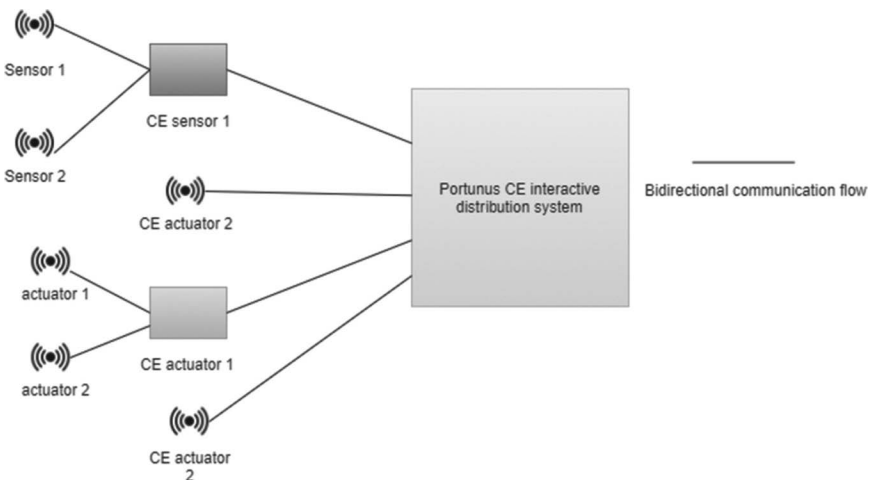 Sensor 1
CE sensor 1
Sensor 2
CE actuator 2
actuator 1
CE actuator 1
actuator 2
CE actuator
2
Portunus CE interactive
distribution system
Bidirectional communication flow